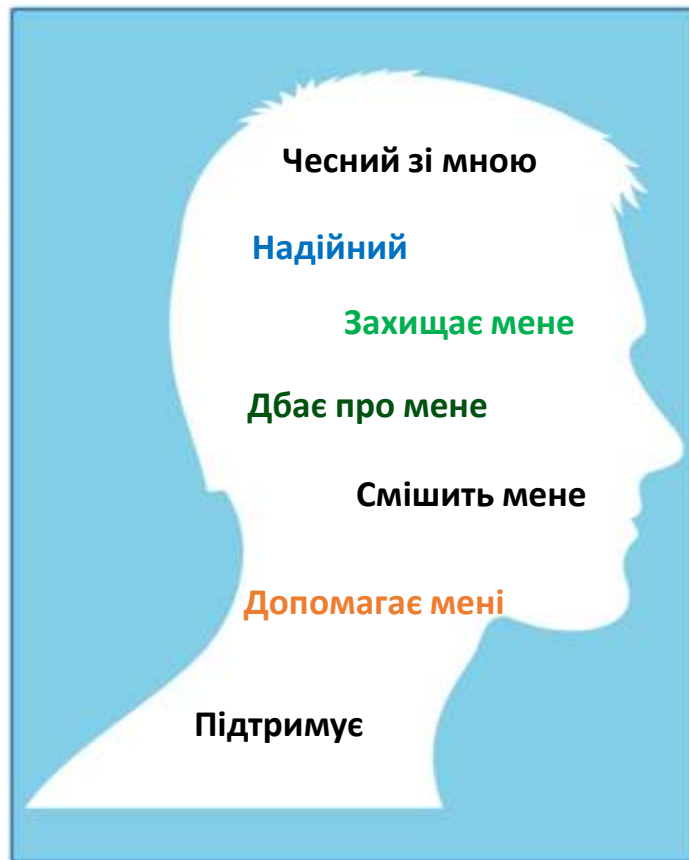 Чесний зі мною
Надійний
Захищає мене
Дбає про мене
Смішить мене
Допомагає мені
Підтримує